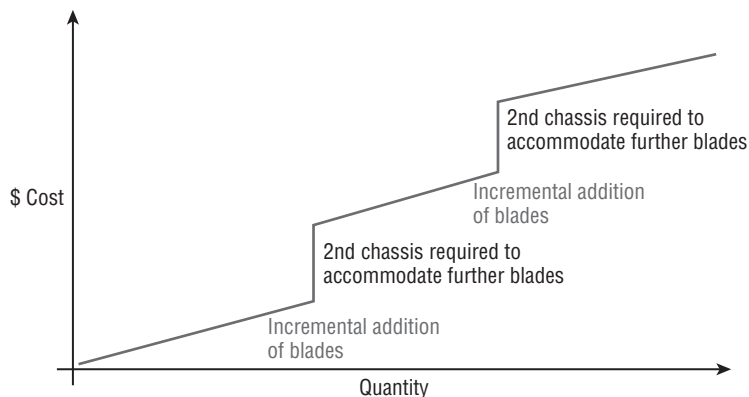 2nd chassis required to
accommodate further blades
$ Cost
Incremental addition
of blades
2nd chassis required to
accommodate further blades
Incremental addition
of blades
Quantity